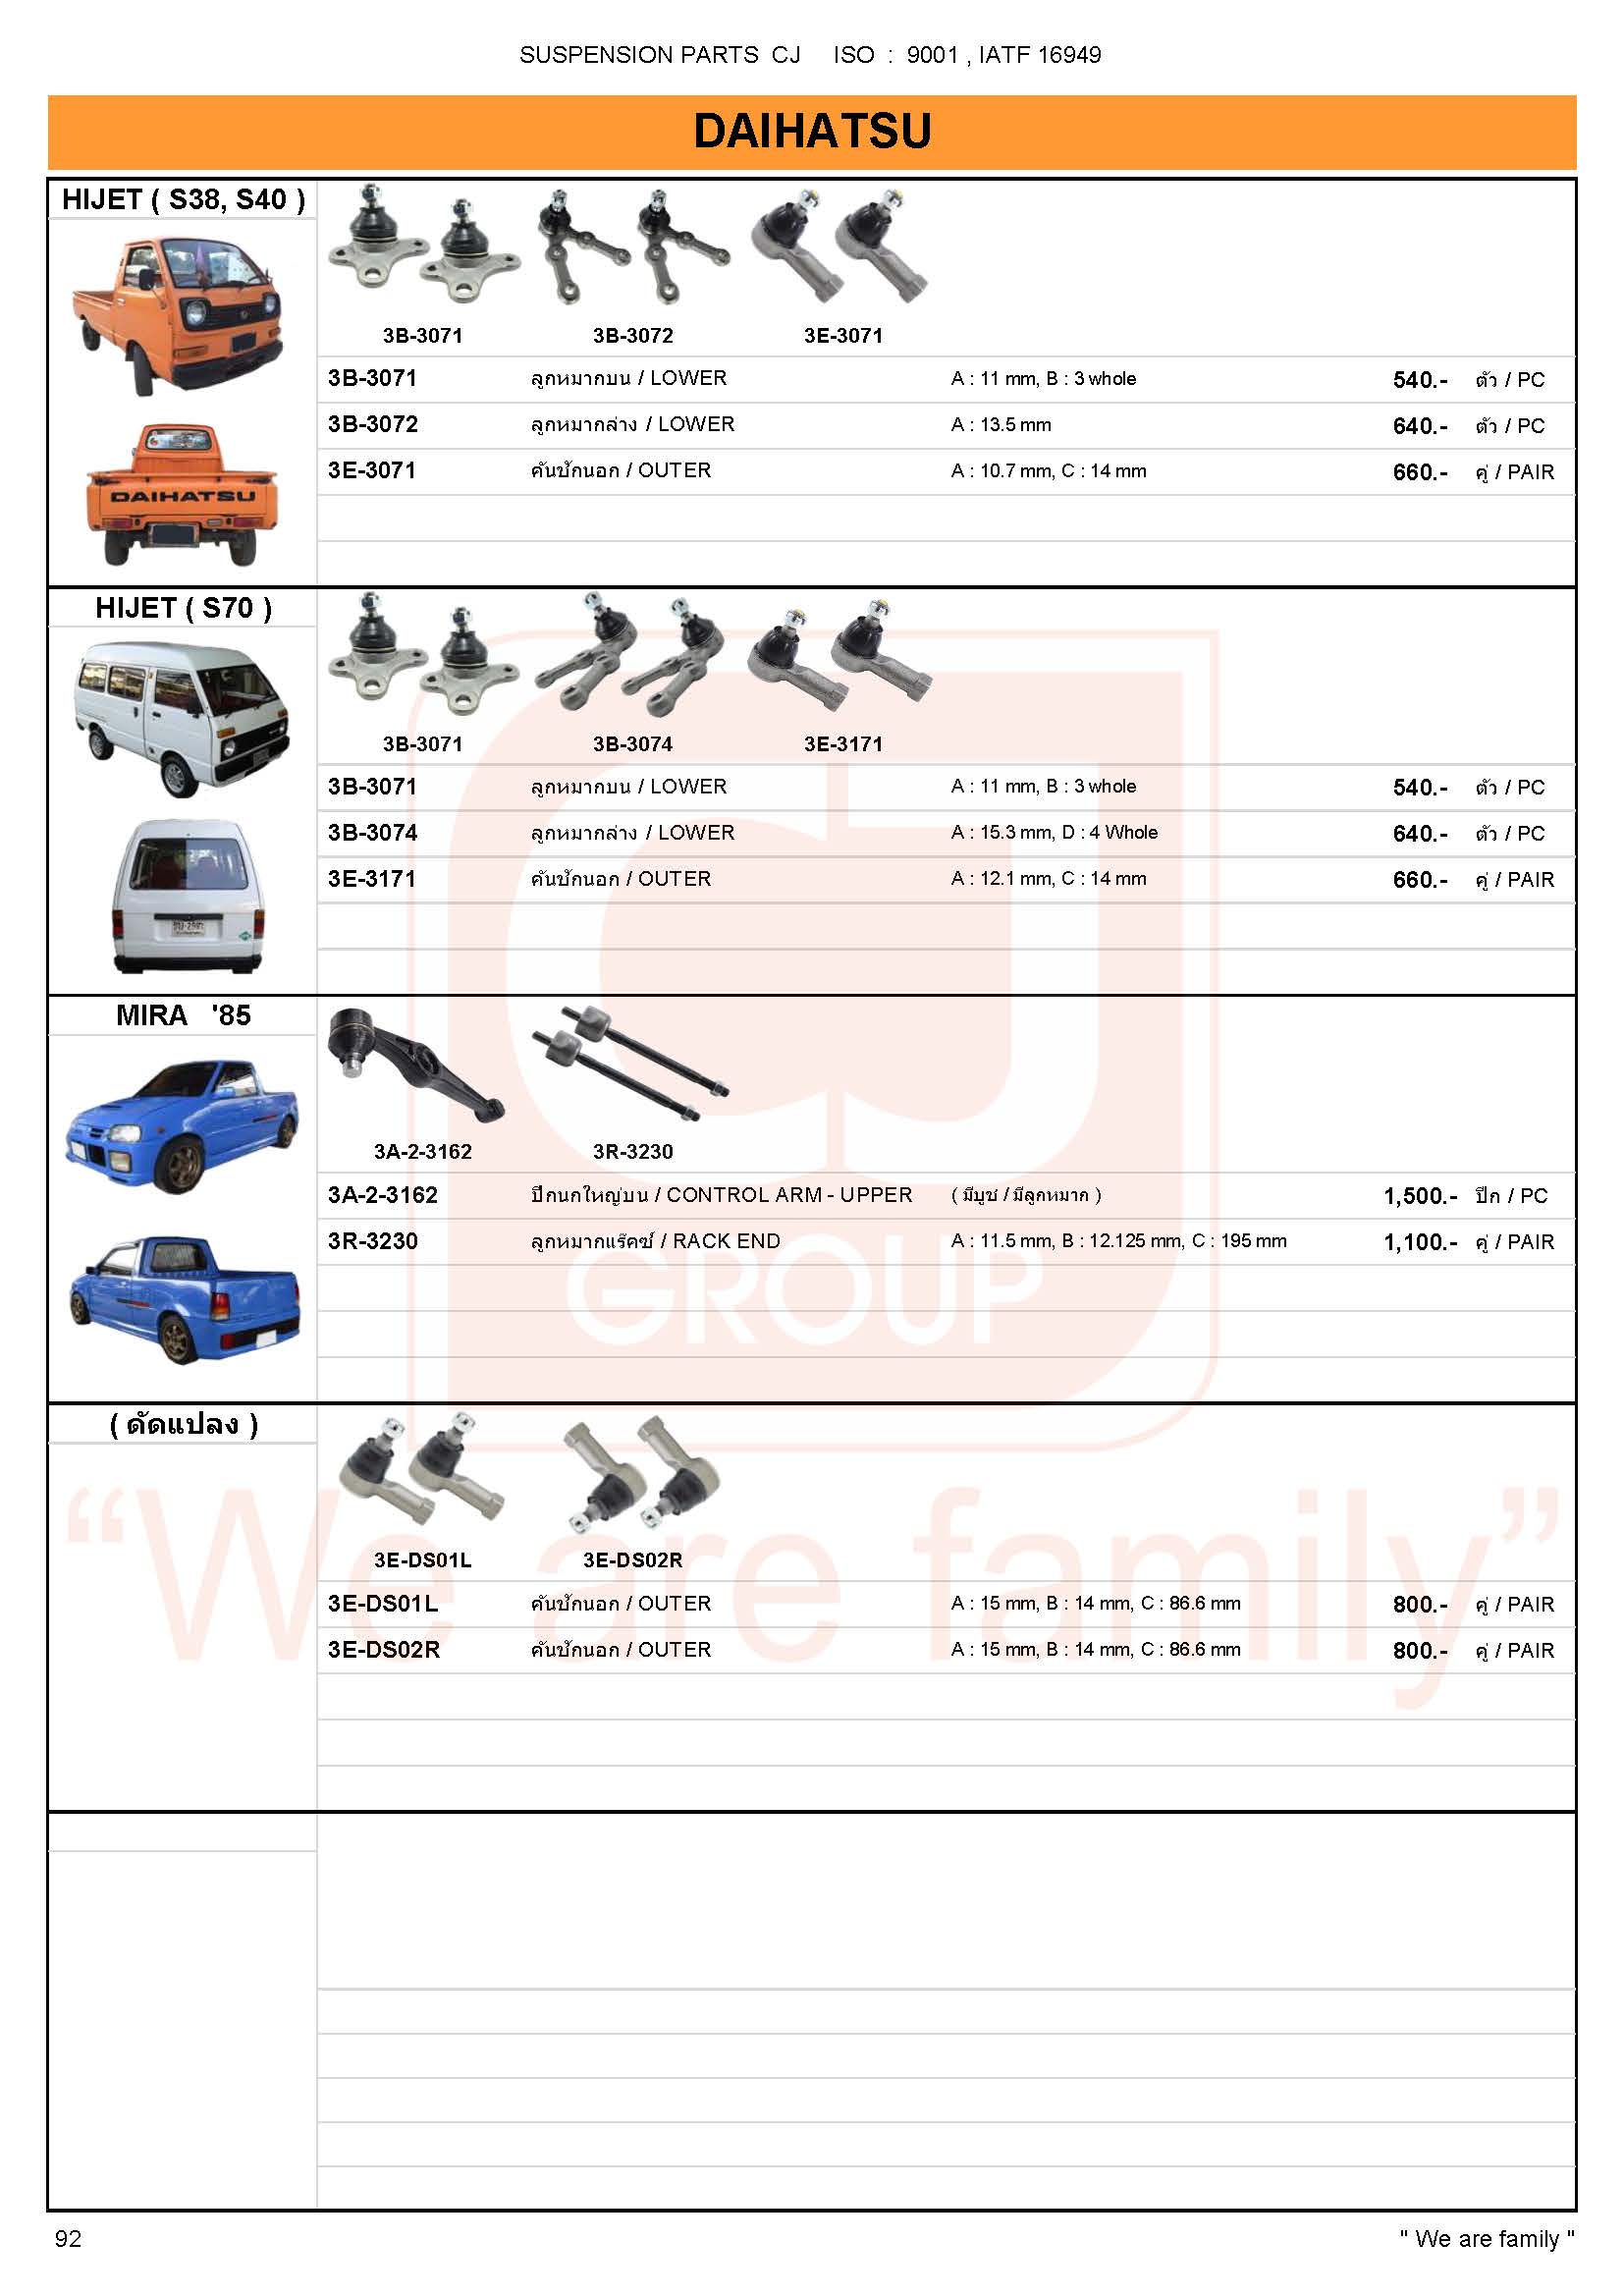 SUSPENSION PARTS CJ ISO : 9001 , IATF 16949
DAIHATSU
HIJET ( S38, S40 )
DAIHATSU
3B-3071 3B-3072 3E-3071
3B-3071 ลูกหมากบน / LOWER A : 11 mm, B : 3 whole 540.- ตัว / PC
3B-3072 ลูกหมากล่าง / LOWER A : 13.5 mm 640.- ตัว / PC
3E-3071 คันชักนอก / OUTER A : 10.7 mm, C : 14 mm 660.- คู่ / PAIR
HIJET ( S70 )
3B-3071 3B-3074 3E-3171
3B-3071 ลูกหมากบน / LOWER A : 11 mm, B : 3 whole 540.- ตัว / PC
3B-3074 ลูกหมากล่าง / LOWER A : 15.3 mm, D : 4 Whole 640.- ตัว / PC
3E-3171 คันชักนอก / OUTER A : 12.1 mm, C : 14 mm 660.- คู่ / PAIR
MIRA '85
3A-2-3162 3R-3230
3A-2-3162 ปีกนกใหญ่บน / CONTROL ARM - UPPER ( มีบูช / มีลูกหมาก ) 1,500.- ปีก / PC
3R-3230 ลูกหมากแร็คซ์ / RACK END A : 11.5 mm, B : 12.125 mm, C : 195 mm 1,100.- คู่ / PAIR
CJ
GROUP
( ดัดแปลง )
3E-DS01L 3E-DS02R
3E-DS01L คันชักนอก / OUTER A : 15 mm, B : 14 mm, C : 86.6 mm 800.- คู่ / PAIR
3E-DS02R คันชักนอก / OUTER A : 15 mm, B : 14 mm, C : 86.6 mm 800.- คู่ / PAIR
“We are family”
92 " We are family "